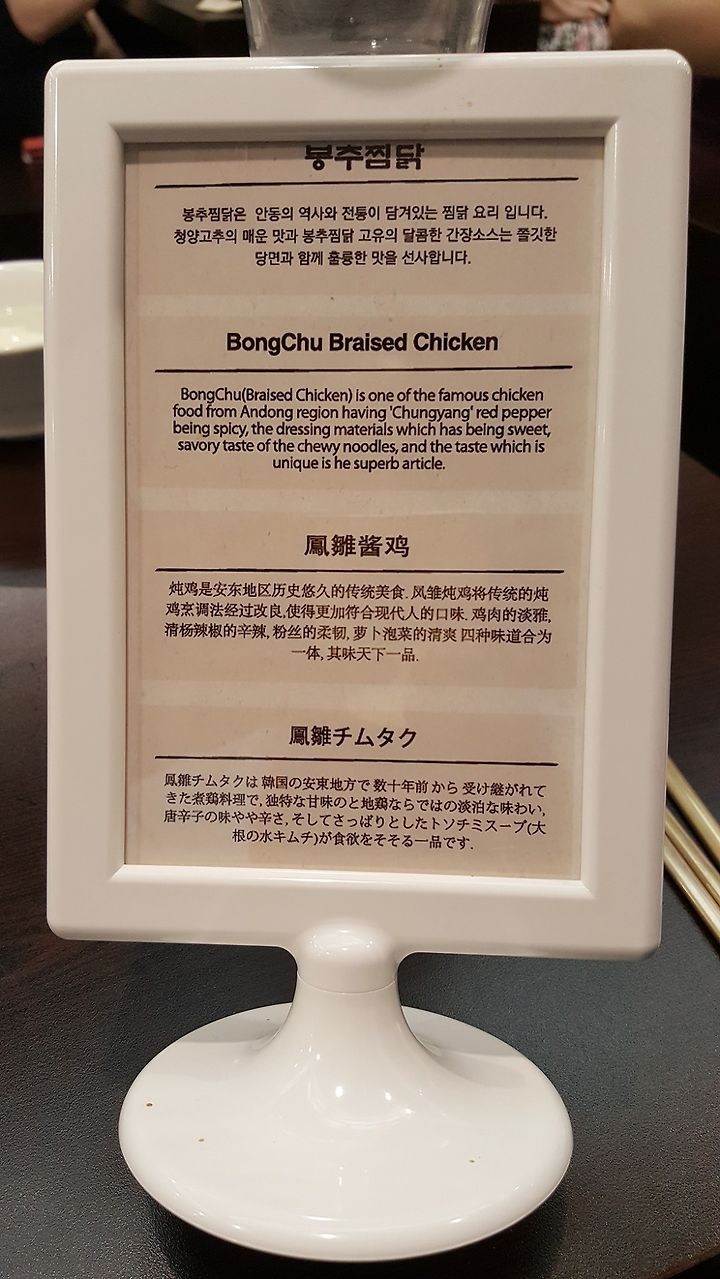 봉추찜닭
봉추찜닭은 안동의 역사와 전통이 담겨있는 찜닭 요리 입니다.
청양고추의 매운 맛과 봉추찜닭 고유의 달콤한 간장소스는 쫄깃한
당면과 함께 훌륭한 맛을 선사합니다.
BongChu Braised Chicken
BongChu(Braised Chicken) is one of the famous chicken
food from Andong region having 'Chungyang' red pepper
being spicy, the dressing materials which has being sweet,
savory taste of the chewy noodles, and the taste which is
unique is he superb article.
鳳雛酱鸡
炖鸡是安东地区历史悠久的传统美食. 凤雏炖鸡将传统的炖
鸡烹调法经过改良,使得更加符合现代人的口味. 鸡肉的淡雅,
清杨辣椒的辛辣, 粉丝的柔韧, 萝卜泡菜的清爽 四种味道合为
一体, 其味天下一品.
鳳雛チムタク
鳳雛チムタクは 韓国の安東地方で 数十年前 から 受け継がれて
きた煮鶏料理で, 独特な甘味のと地鶏ならではの淡泊な味わい,
唐辛子の味やや辛さ, そしてさっぱりとしたトソチミスープ(大
根の水キムチ)が食欲をそそる一品です.